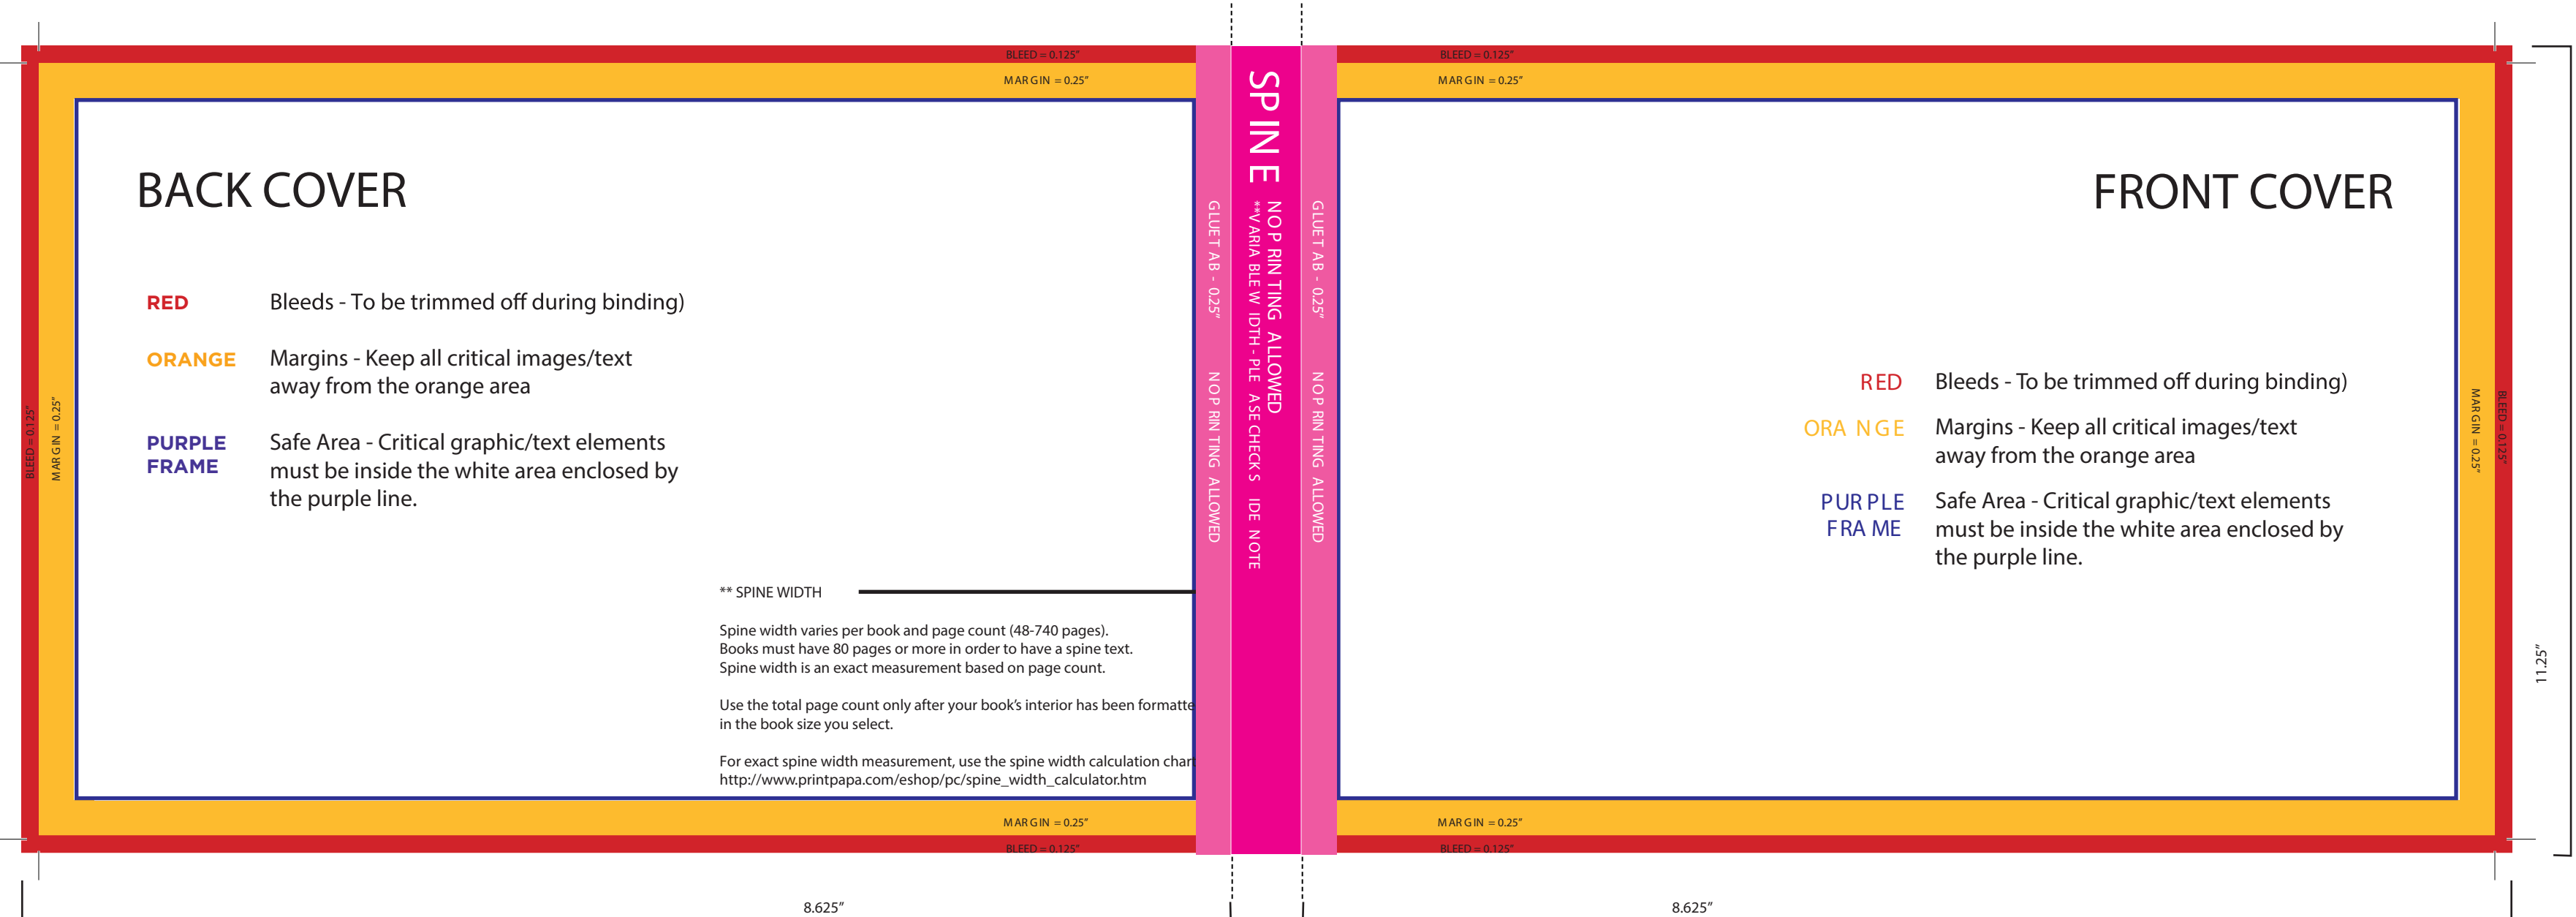 BLEED = 0.125"
MARGIN = 0.25"
BACK COVER
RED Bleeds - To be trimmed off during binding)
ORANGE Margins - Keep all critical images/text
away from the orange area
PURPLE
FRAME
Safe Area - Critical graphic/text elements
must be inside the white area enclosed by
the purple line.
BLEED = 0.125"
MARGIN = 0.25"
** SPINE WIDTH
Spine width varies per book and page count (48-740 pages).
Books must have 80 pages or more in order to have a spine text.
Spine width is an exact measurement based on page count.
Use the total page count only after your book’s interior has been formatte
in the book size you select.
For exact spine width measurement, use the spine width calculation char
http://www.printpapa.com/eshop/pc/spine_width_calculator.htm
MARGIN = 0.25"
BLEED = 0.125"
8.625"
GLUE TAB - 0.25" NO PRINTING ALLOWED
SPINE NO PRINTING ALLOWED
**VARIABLE WIDTH - PLEASE CHECK SIDE NOTE
GLUE TAB - 0.25" NO PRINTING ALLOWED
BLEED = 0.125"
MARGIN = 0.25"
FRONT COVER
RED Bleeds - To be trimmed off during binding)
ORANGE Margins - Keep all critical images/text
away from the orange area
PURPLE
FRAME
Safe Area - Critical graphic/text elements
must be inside the white area enclosed by
the purple line.
MARGIN = 0.25"
BLEED = 0.125"
11.25"
MARGIN = 0.25"
BLEED = 0.125"
8.625"